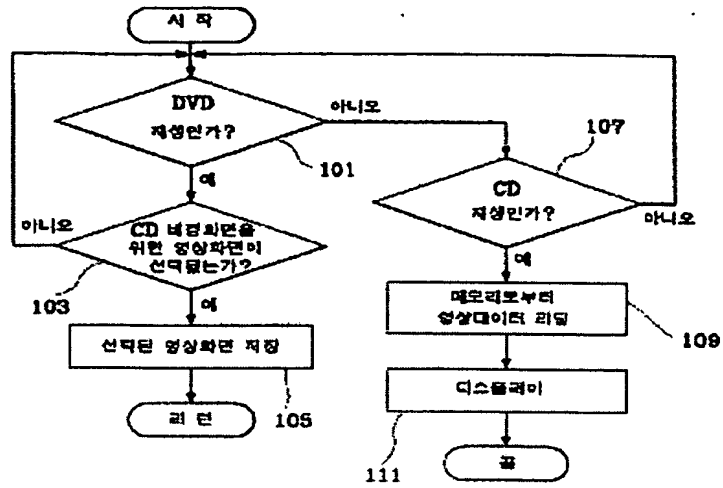 시 작
DVD
재생인가?
아니오
101
예
CD 배경화면을
위한 영상화면이
선택됐는가?
아니오
103
예
선택된 영상화면 저장
105
리 턴
107
CD
재생인가?
아니오
예
메모리로부터
영상데이터 리딩
109
디스플레이
111
끝